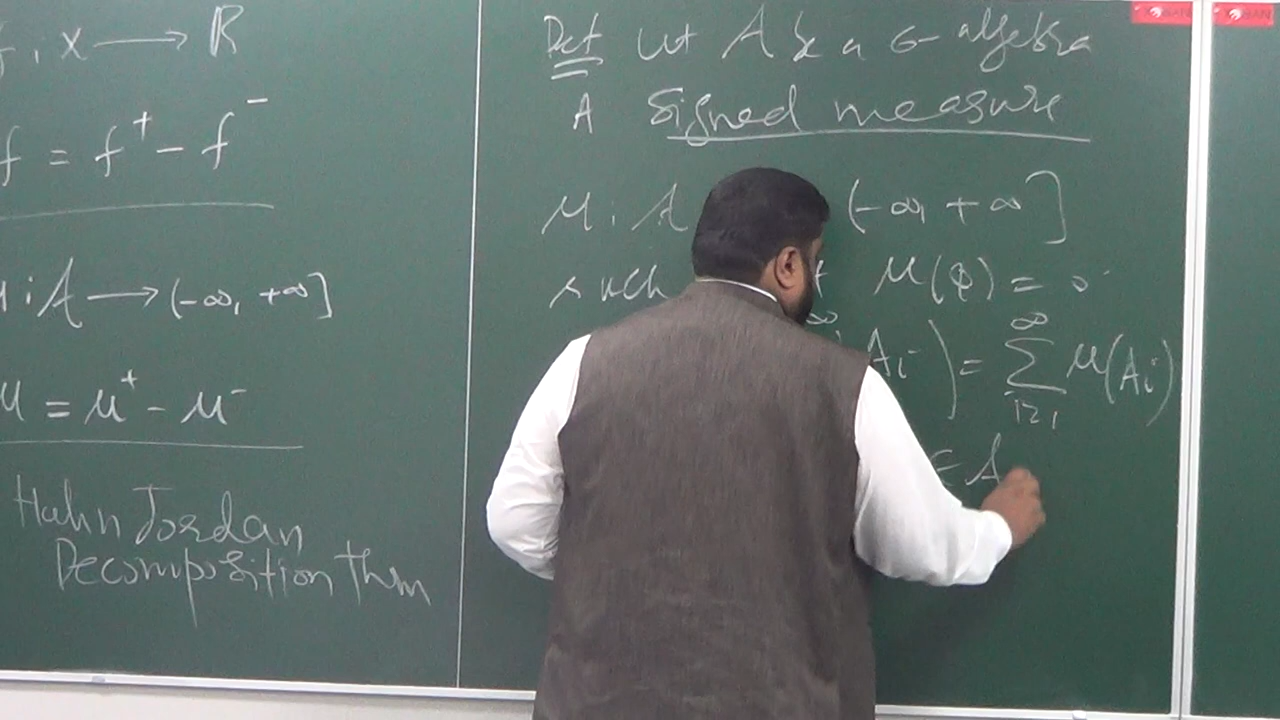 f, X → R
f = f⁺ - f⁻
μ : A → (-∞, +∞]
μ = μ⁺ - μ⁻
Hahn Jordan
Decomposition Thm
Def Let A be a σ-algebra
A signed measure
μ : A (-∞, +∞]
such μ(φ) = 0
∞ Ai) = ∞ Σ i≥1 μ(Ai)
∈ A